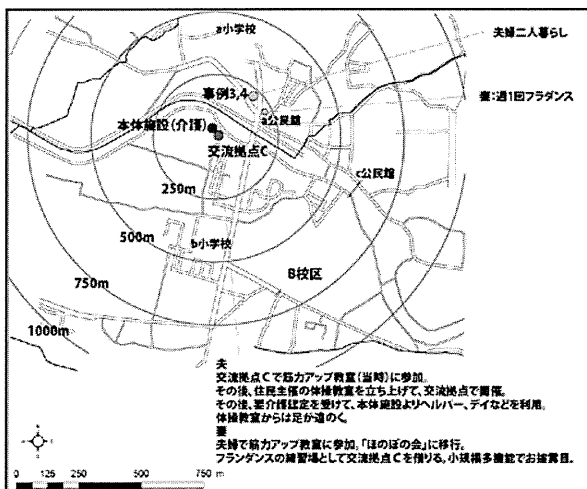 a小学校
夫婦二人暮らし
事例3,4
妻:週1回フラダンス
a公民館
本体施設(介護)
交流拠点C
c公民館
250m
500m
b小学校
B校区
750m
1000m
夫
交流拠点Cで筋力アップ教室(当時)に参加。
その後、住民主催の体操教室を立ち上げて、交流拠点で開催。
その後、要介護認定を受けて、本体施設よりヘルパー、デイなどを利用。
体操教室からは足が遠のく。
妻
夫婦で筋力アップ教室に参加。「ほのぼの会」に移行。
フランダンスの練習場として交流拠点Cを借りる。小規模多機能でお披露目。
0 125 250 500 750 m